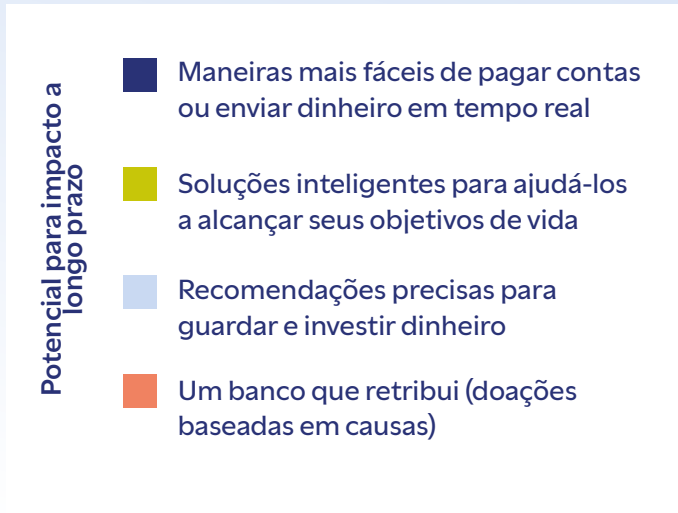 Potencial para impacto a
longo prazo
Maneiras mais fáceis de pagar contas
ou enviar dinheiro em tempo real
Soluções inteligentes para ajudá-los
a alcançar seus objetivos de vida
Recomendações precisas para
guardar e investir dinheiro
Um banco que retribui (doações
baseadas em causas)